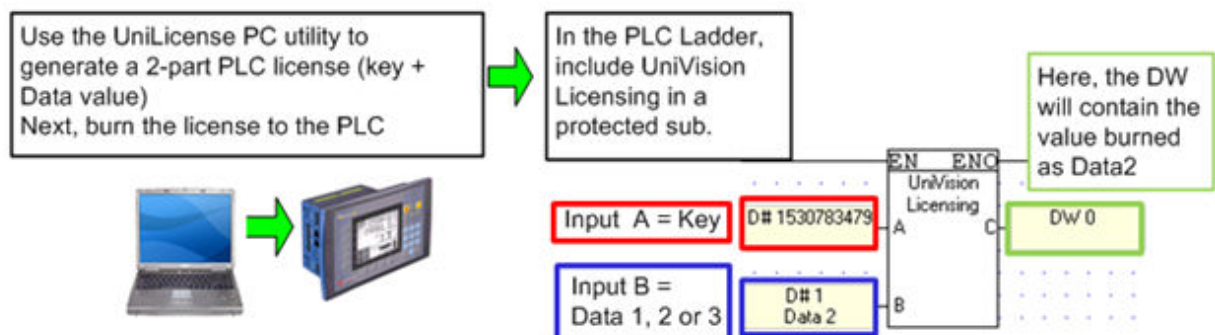 Use the UniLicense PC utility to
generate a 2-part PLC license (key +
Data value)
Next, burn the license to the PLC
In the PLC Ladder,
include UniVision
Licensing in a
protected sub.
Here, the DW
will contain the
value burned
as Data2
EN ENO
UniVision
Licensing
Input A = Key
D# 1530783479
A
C
DW 0
Input B =
Data 1, 2 or 3
D# 1
Data 2
B